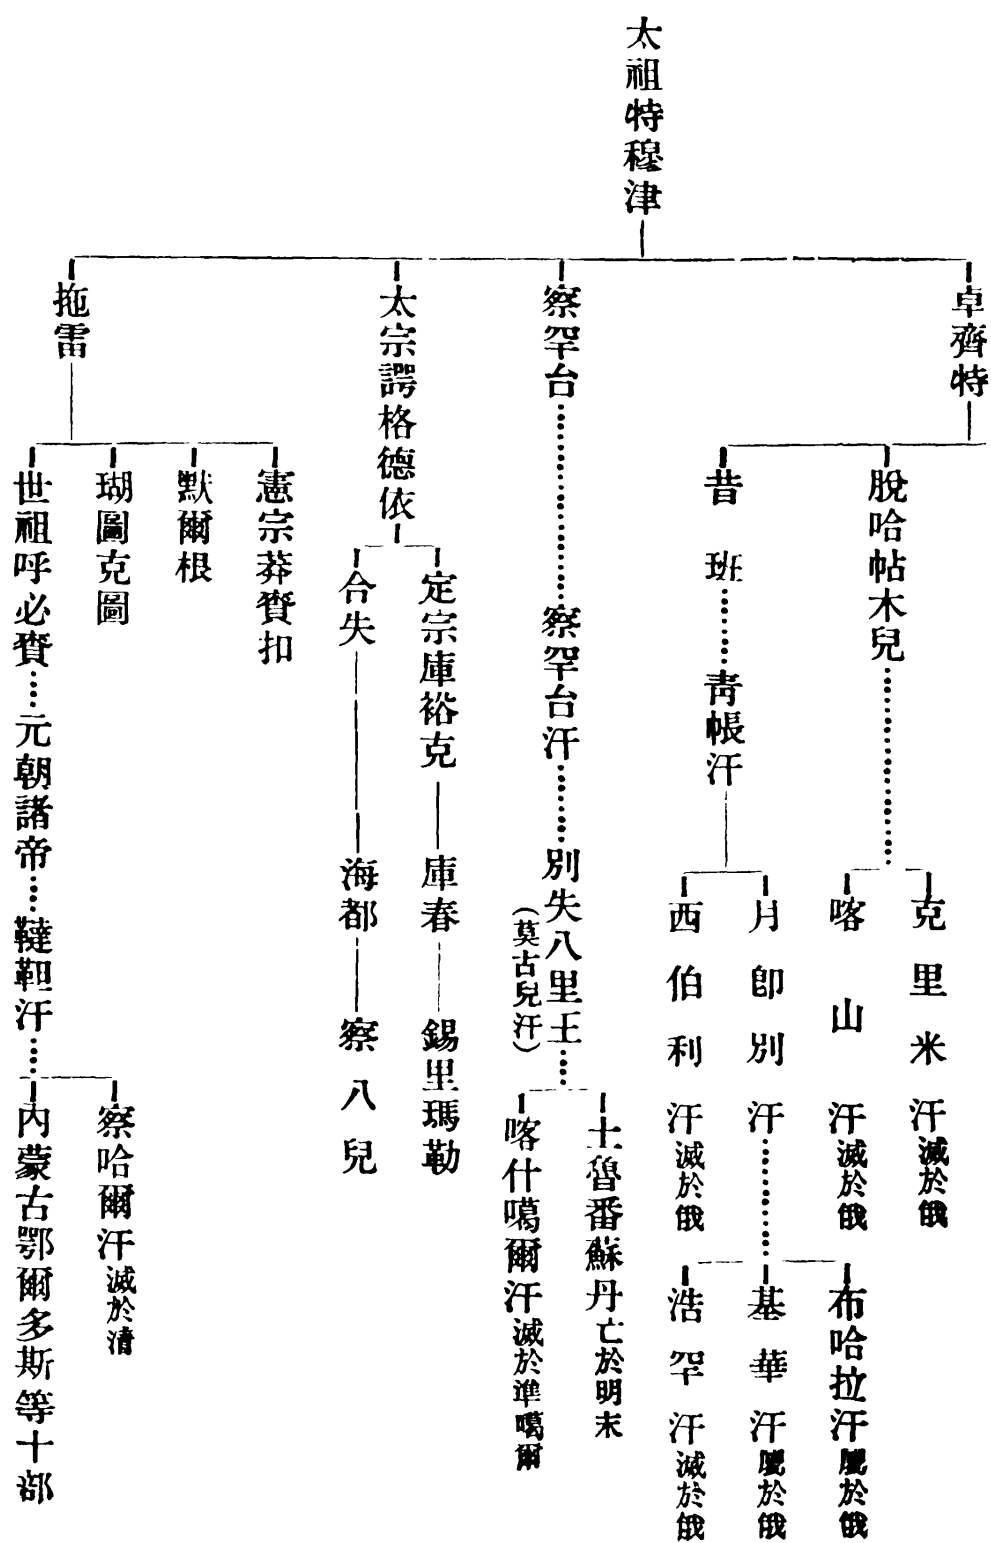 太祖特穆津
卓齊特
脫哈帖木兒
克里米汗滅於俄
喀山汗滅於俄
昔班
青帳汗
月卽別汗
布哈拉汗屬於俄
基華汗屬於俄
浩罕汗滅於俄
西伯利汗滅於俄
察罕台
察罕台汗
別失八里王
(莫古兒汗)
土魯番蘇丹亡於明末
喀什噶爾汗滅於準噶爾
太宗諤格德依
定宗庫裕克
庫春
錫里瑪勒
合失
海都
察八兒
拖雷
憲宗莽賚扣
默爾根
瑚圖克圖
世祖呼必賚
元朝諸帝
韃靼汗
察哈爾汗滅於清
內蒙古鄂爾多斯等十部